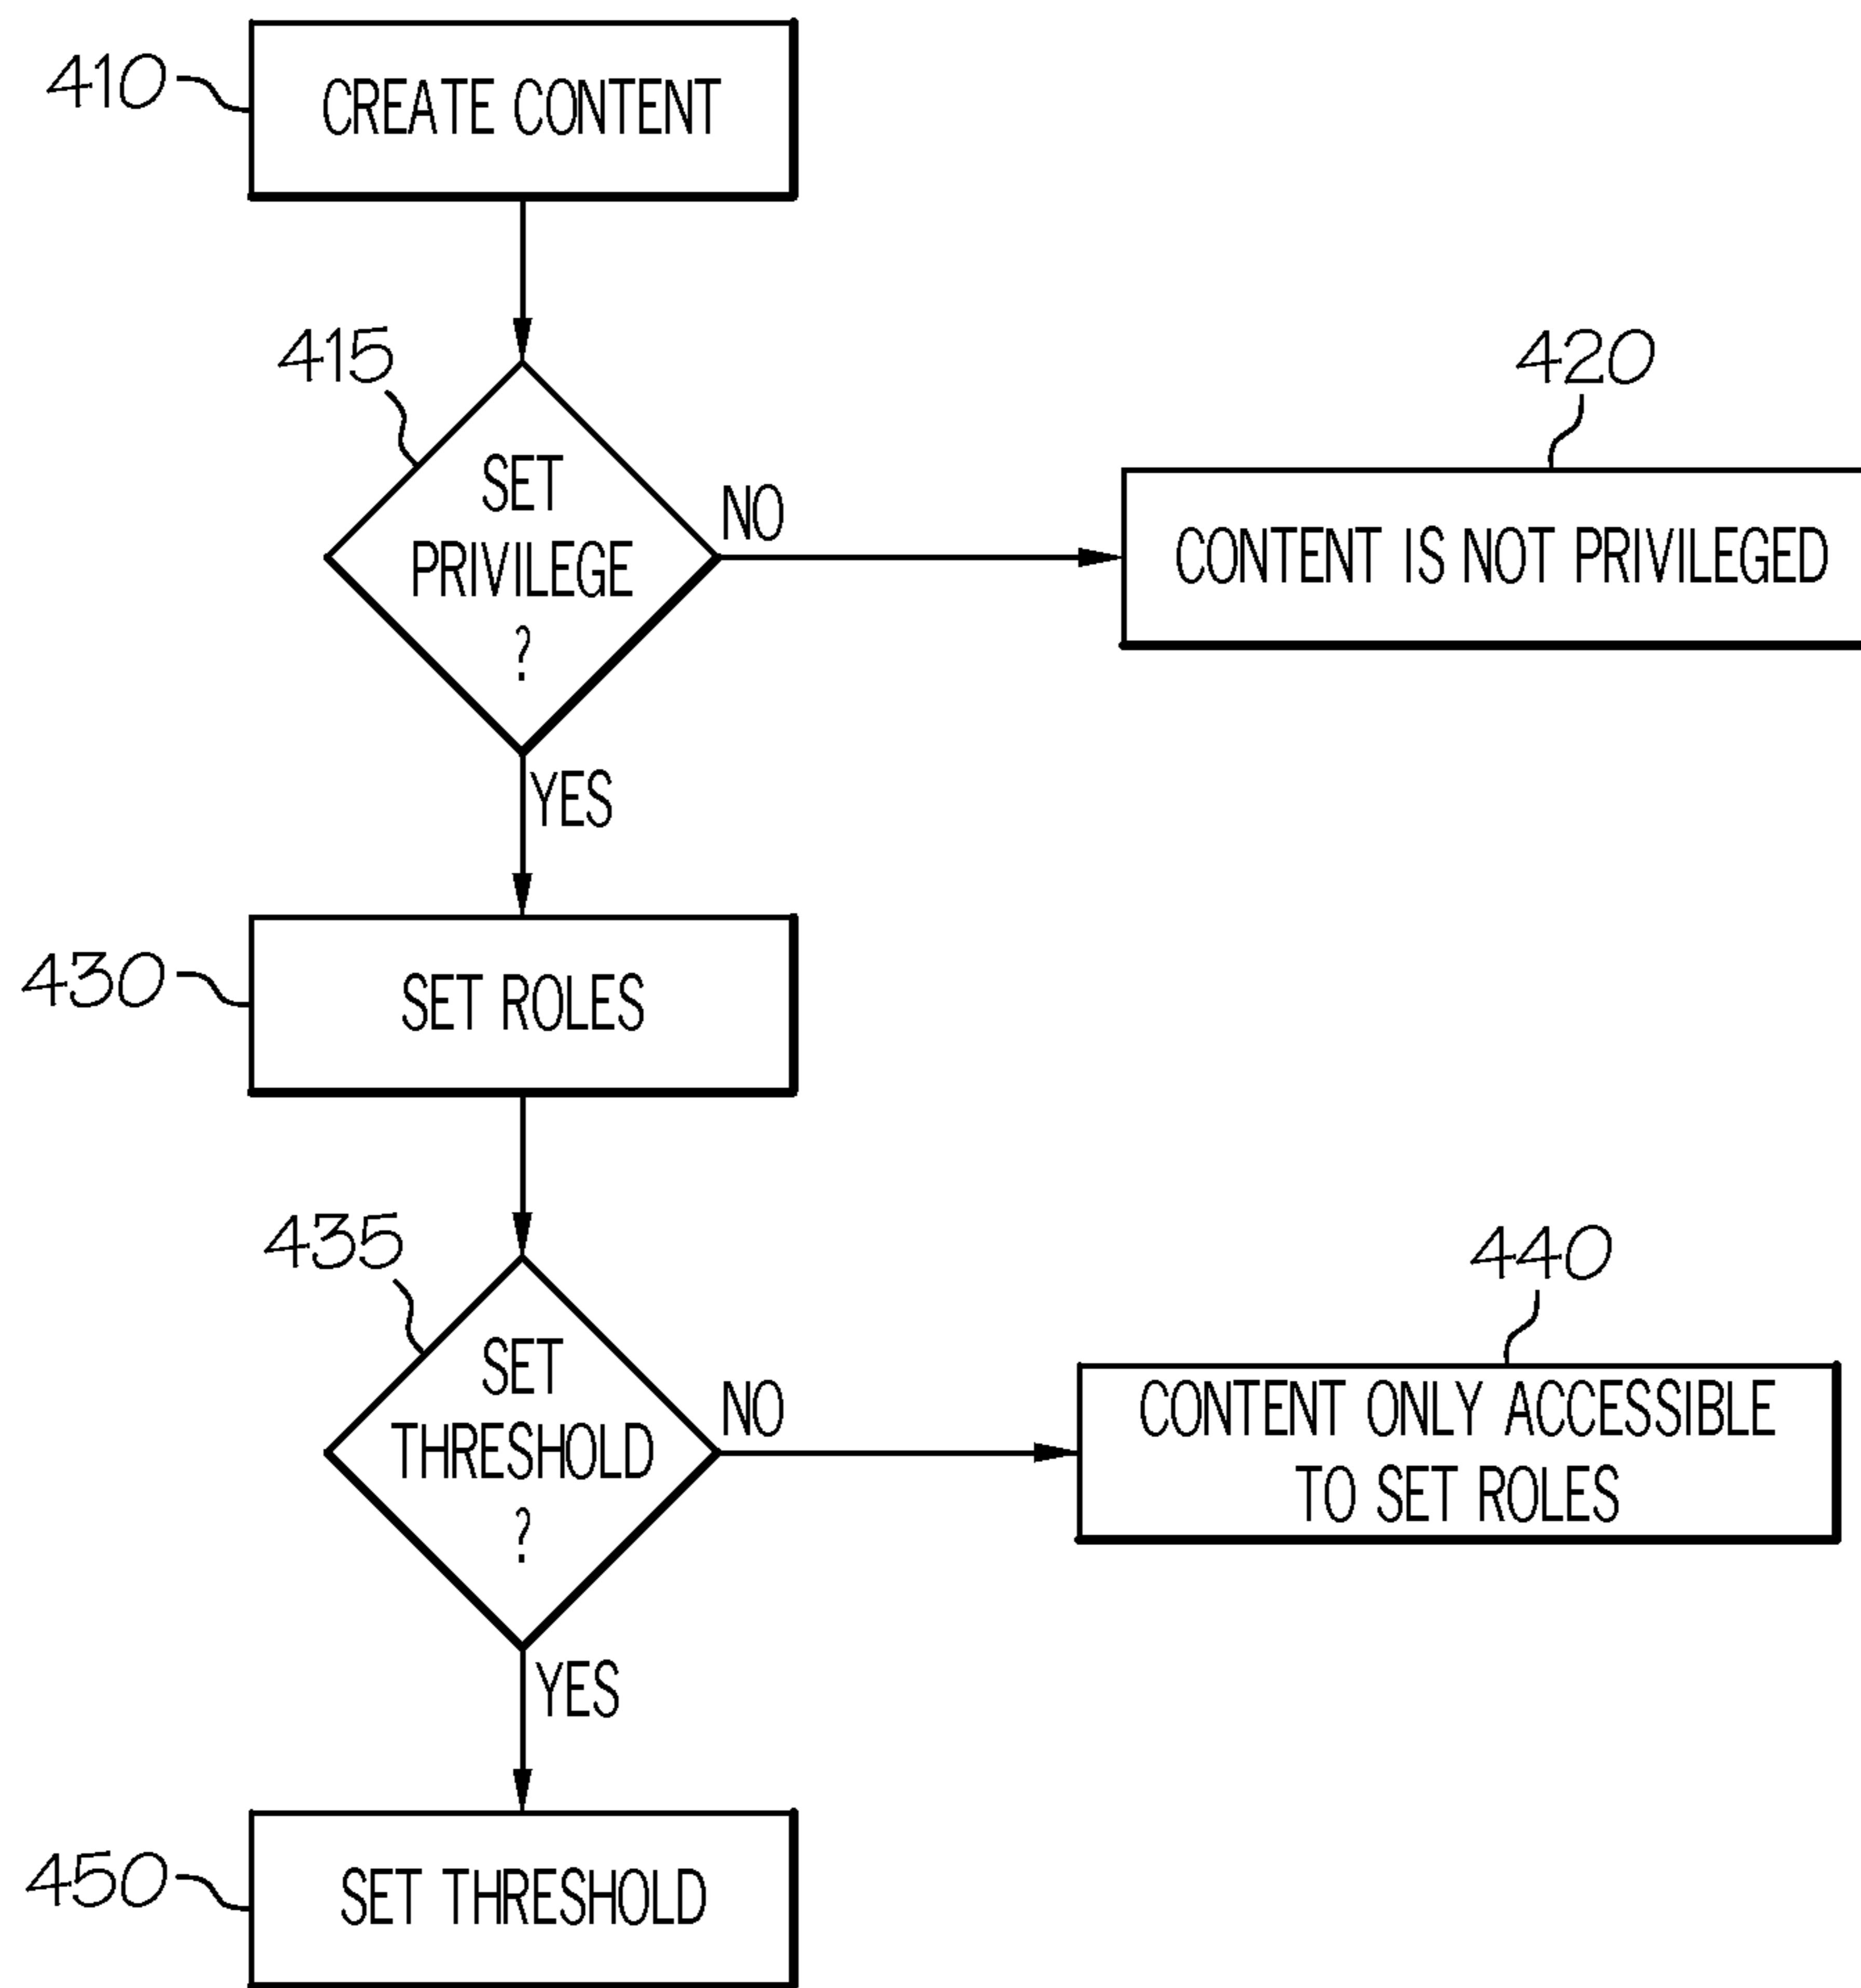 410
CREATE CONTENT
415
SET
PRIVILEGE
?
NO
420
CONTENT IS NOT PRIVILEGED
YES
430
SET ROLES
435
SET
THRESHOLD
?
NO
440
CONTENT ONLY ACCESSIBLE
TO SET ROLES
YES
450
SET THRESHOLD